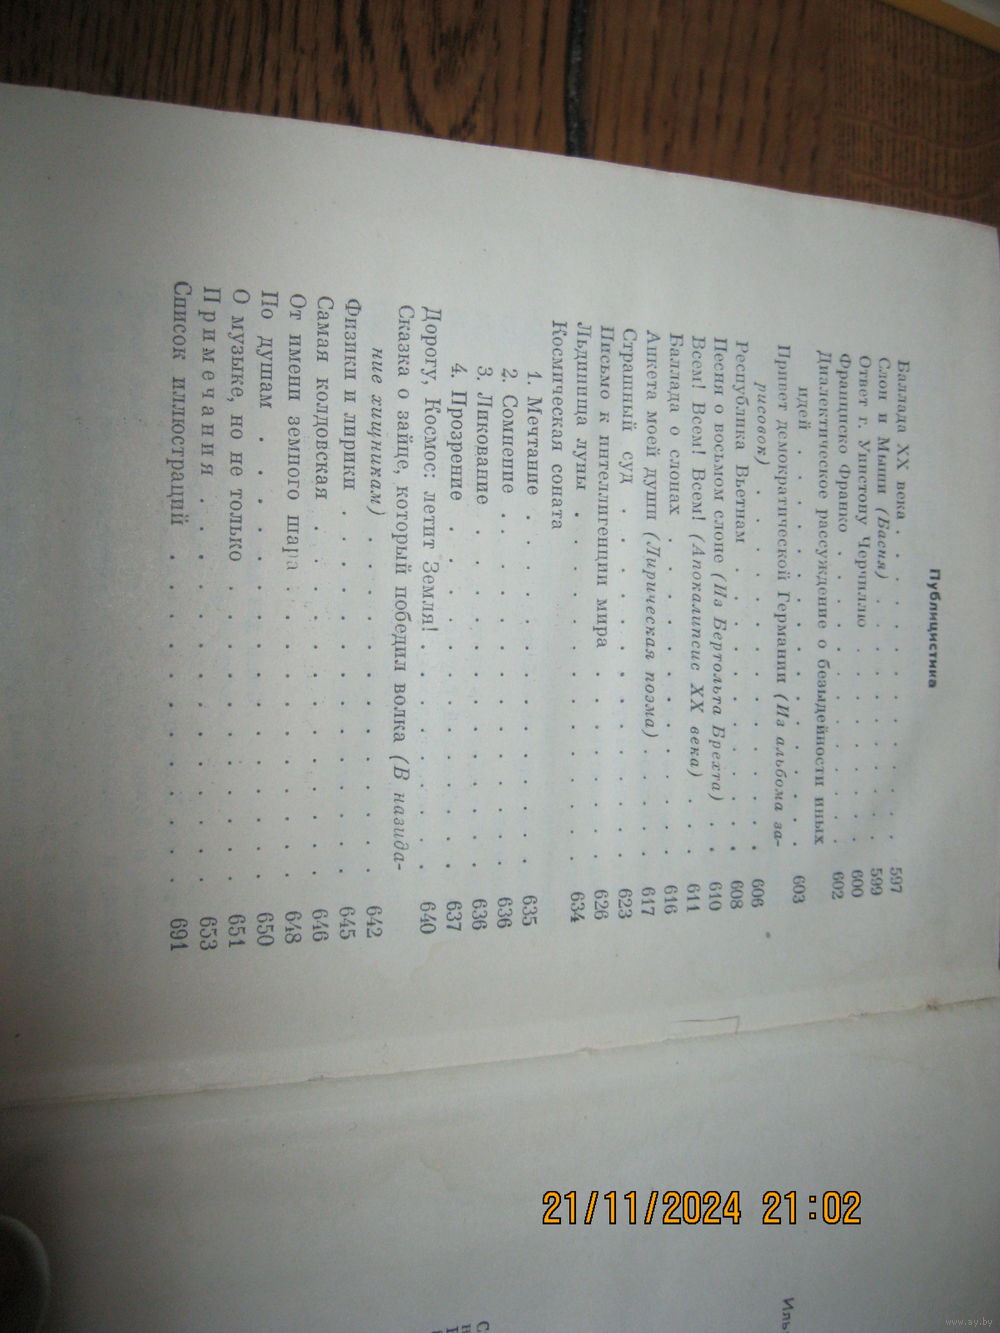 Публицистика
Баллада XX века. . . . . . . . . . . . . 597
Слон и Мыши (Басня) . . . . . . . . . . 599
Ответ г. Уинстону Черчиллю . . . . . . . 600
Франциско Франко . . . . . . . . . . . . 602
Диалектическое рассуждение о безыдейности иных
идей . . . . . . . . . . . . . . . 603
Привет демократической Германии (Из альбома за-
рисовок) . . . . . . . . . . . . . 606
Республика Вьетнам . . . . . . . . . . . 608
Песня о восьмом слоне (Из Бертольта Брехта) . . 610
Всем! Всем! Всем! (Апокалипсис XX века) . . . 611
Баллада о слонах . . . . . . . . . . . . 616
Анкета моей души (Лирическая поэма) . . . . . 617
Страшный суд . . . . . . . . . . . . . 623
Письмо к интеллигенции мира . . . . . . . 626
Льдинища луны . . . . . . . . . . . . . 634
Космическая соната
1. Мечтание . . . . . . . . . . . . 635
2. Сомнение . . . . . . . . . . . . 636
3. Ликование . . . . . . . . . . . . 636
4. Прозрение . . . . . . . . . . . . 637
Дорогу, Космос: летит Земля! . . . . . . . . 640
Сказка о зайце, который победил волка (В назида-
ние хищникам) . . . . . . . . . . . 642
Физики и лирики . . . . . . . . . . . . 645
Самая колдовская . . . . . . . . . . . . 646
От имени земного шара . . . . . . . . . . 648
По душам . . . . . . . . . . . . . . 650
О музыке, но не только . . . . . . . . . . 651
Примечания . . . . . . . . . . . . . 653
Список иллюстраций . . . . . . . . . . . 691
21/11/2024 21:02
www.ay.by